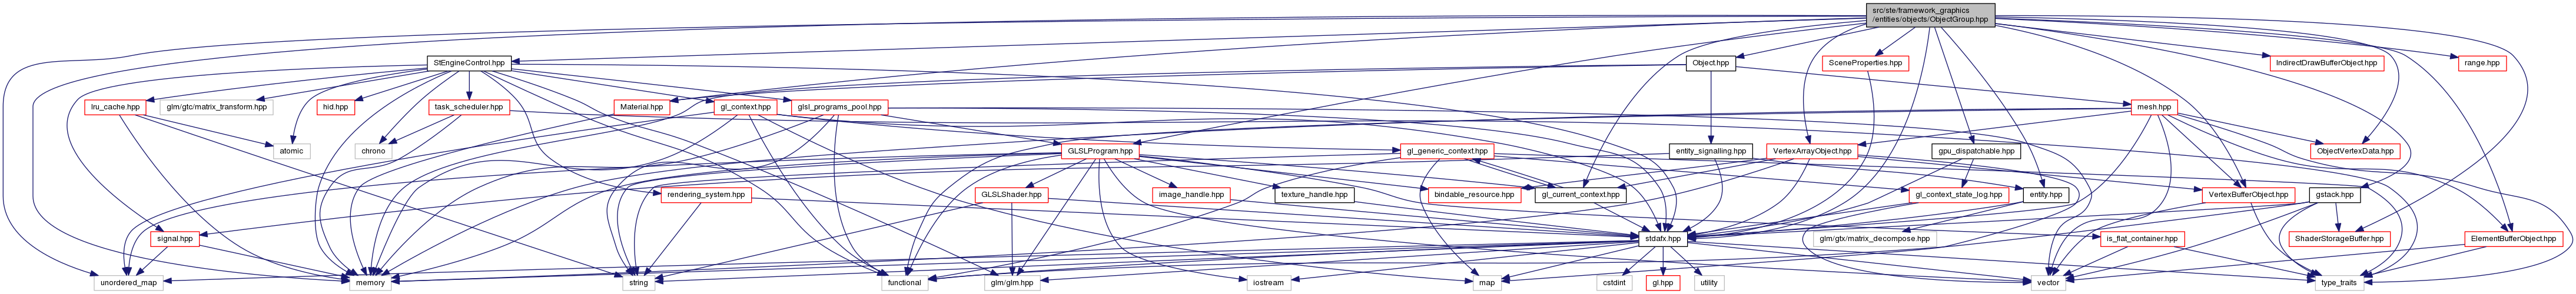 src/ste/framework_graphics
/entities/objects/ObjectGroup.hpp
StEngineControl.hpp
Object.hpp
SceneProperties.hpp
IndirectDrawBufferObject.hpp
range.hpp
lru_cache.hpp
glm/gtc/matrix_transform.hpp
hid.hpp
task_scheduler.hpp
Material.hpp
gl_context.hpp
glsl_programs_pool.hpp
mesh.hpp
atomic
chrono
GLSLProgram.hpp
gl_generic_context.hpp
entity_signalling.hpp
VertexArrayObject.hpp
gpu_dispatchable.hpp
ObjectVertexData.hpp
rendering_system.hpp
GLSLShader.hpp
image_handle.hpp
texture_handle.hpp
bindable_resource.hpp
gl_current_context.hpp
gl_context_state_log.hpp
entity.hpp
VertexBufferObject.hpp
gstack.hpp
signal.hpp
stdafx.hpp
glm/gtx/matrix_decompose.hpp
is_flat_container.hpp
ShaderStorageBuffer.hpp
ElementBufferObject.hpp
unordered_map
memory
string
functional
glm/glm.hpp
iostream
map
cstdint
gl.hpp
utility
vector
type_traits